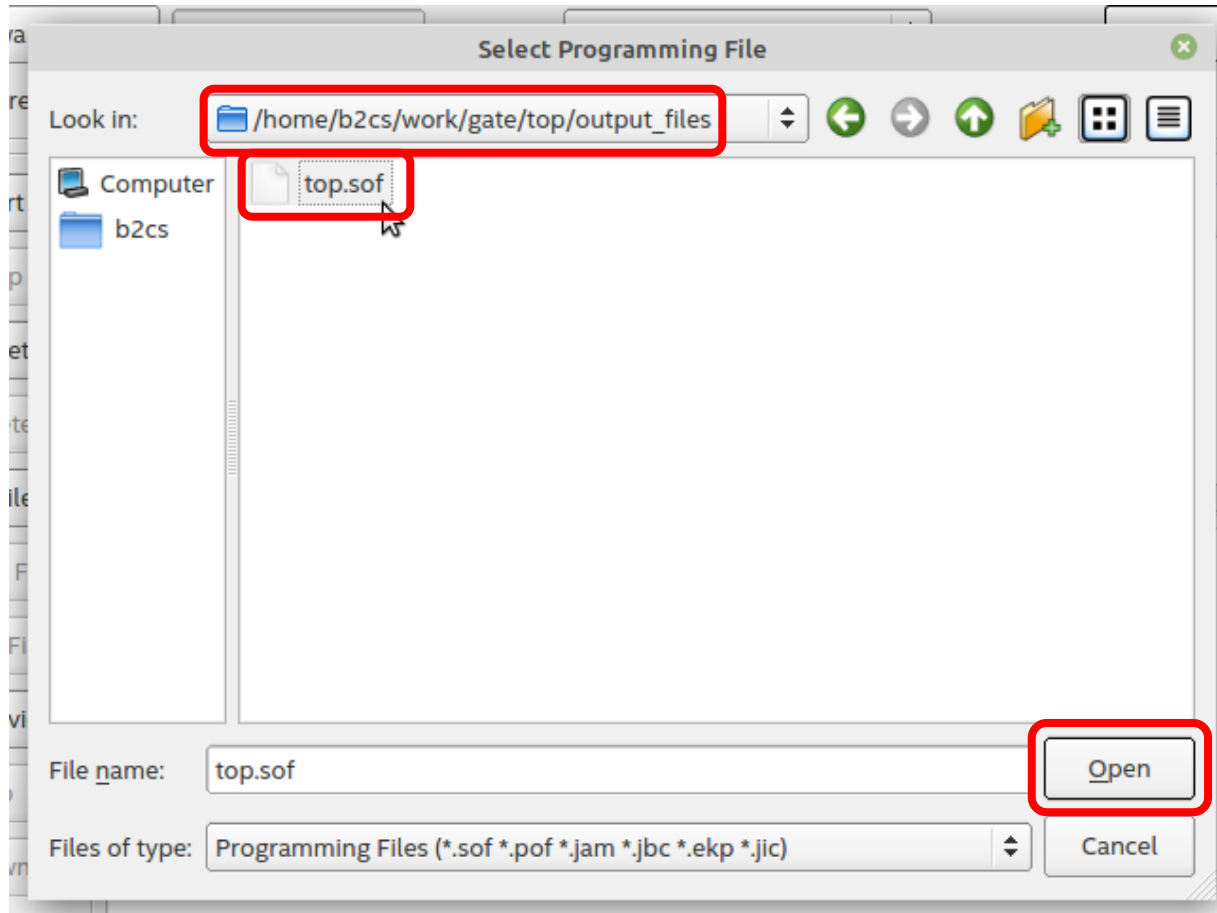 Select Programming File
Look in:
/home/b2cs/work/gate/top/output_files
Computer
b2cs
top.sof
File name:
top.sof
Open
Files of type:
Programming Files (*.sof *.pof *.jam *.jbc *.ekp *.jic)
Cancel